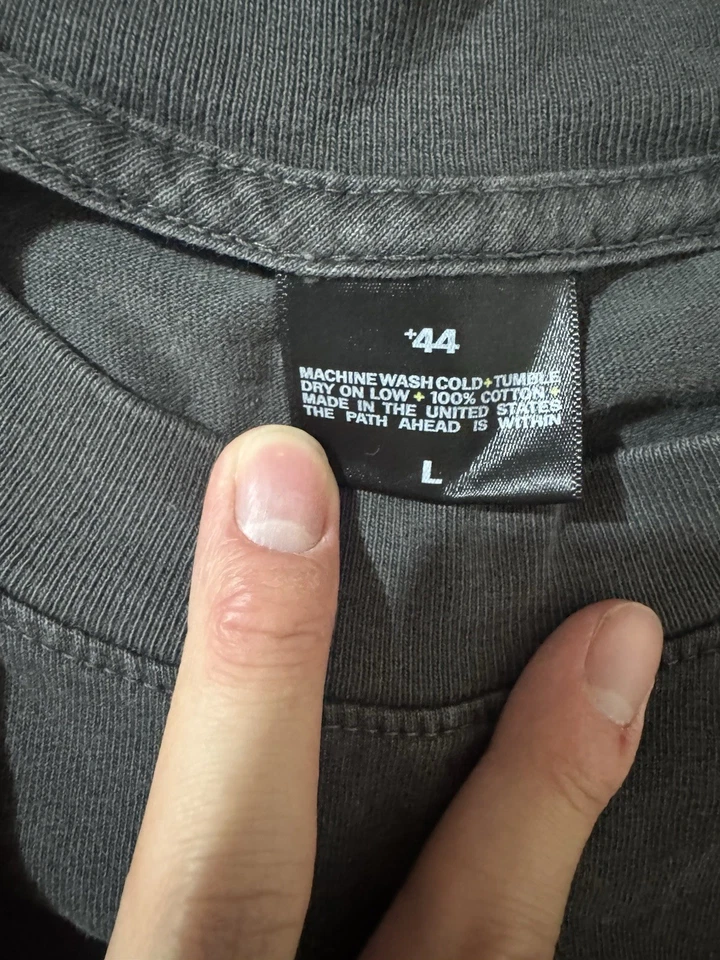 +44
MACHINE WASH COLD+TUMBLE
DRY ON LOW + 100% COTTON +
MADE IN THE UNITED STATES
THE PATH AHEAD IS WITHIN
L